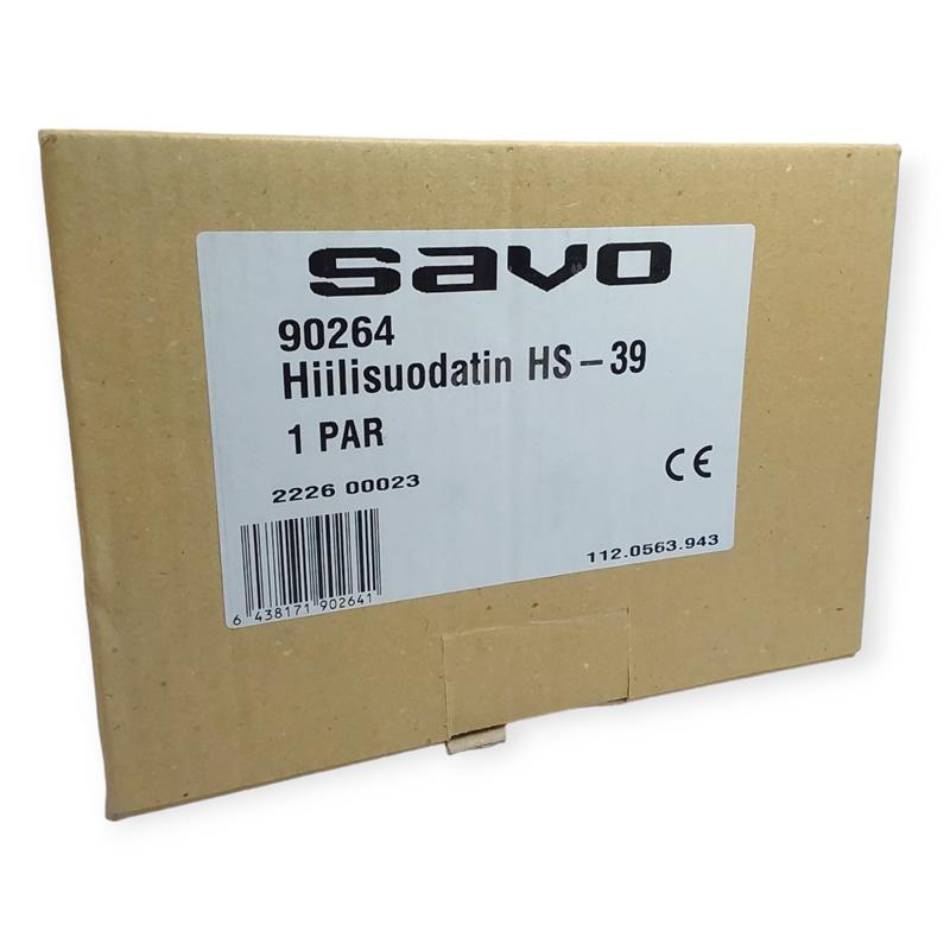 savo
90264
Hiilisuodatin HS-39
1 PAR
2226 00023
CE
112.0563.943
6 438171 902641